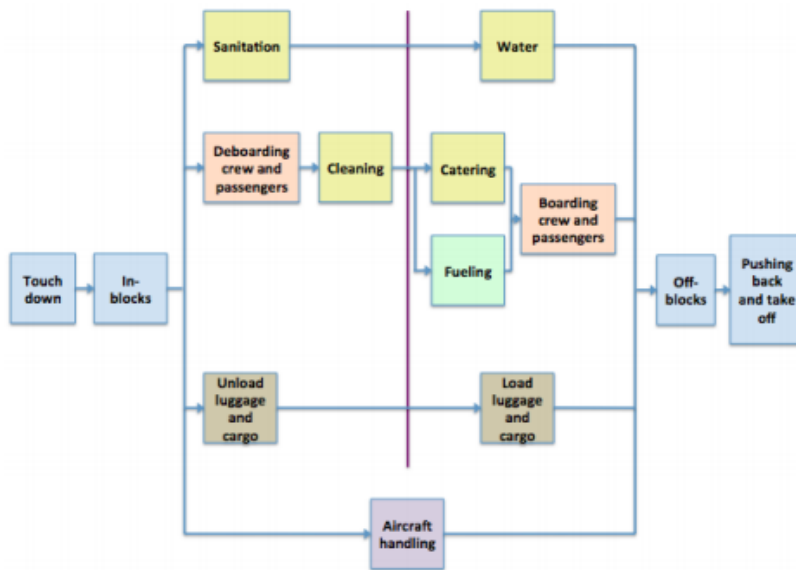 Sanitation
Water
Deboarding
crew and
passengers
Cleaning
Catering
Boarding
crew and
passengers
Fueling
Touch
down
In-
blocks
Off-
blocks
Pushing
back
and take
off
Unload
luggage
and
cargo
Load
luggage
and
cargo
Aircraft
handling